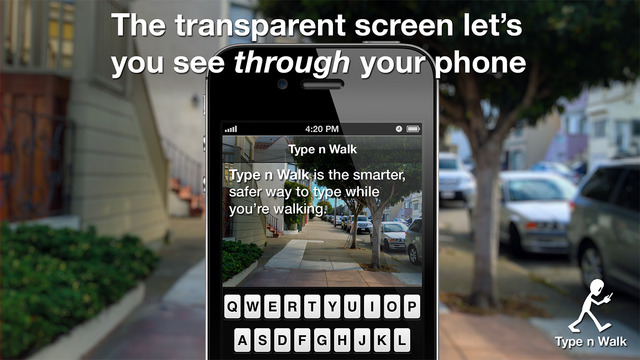 The transparent screen let's
you see through your phone
4:20 PM
Type n Walk
Type n Walk is the smarter,
safer way to type while
you're walking.
Q W E R T Y U I O P
A S D F G H J K L
Type n Walk